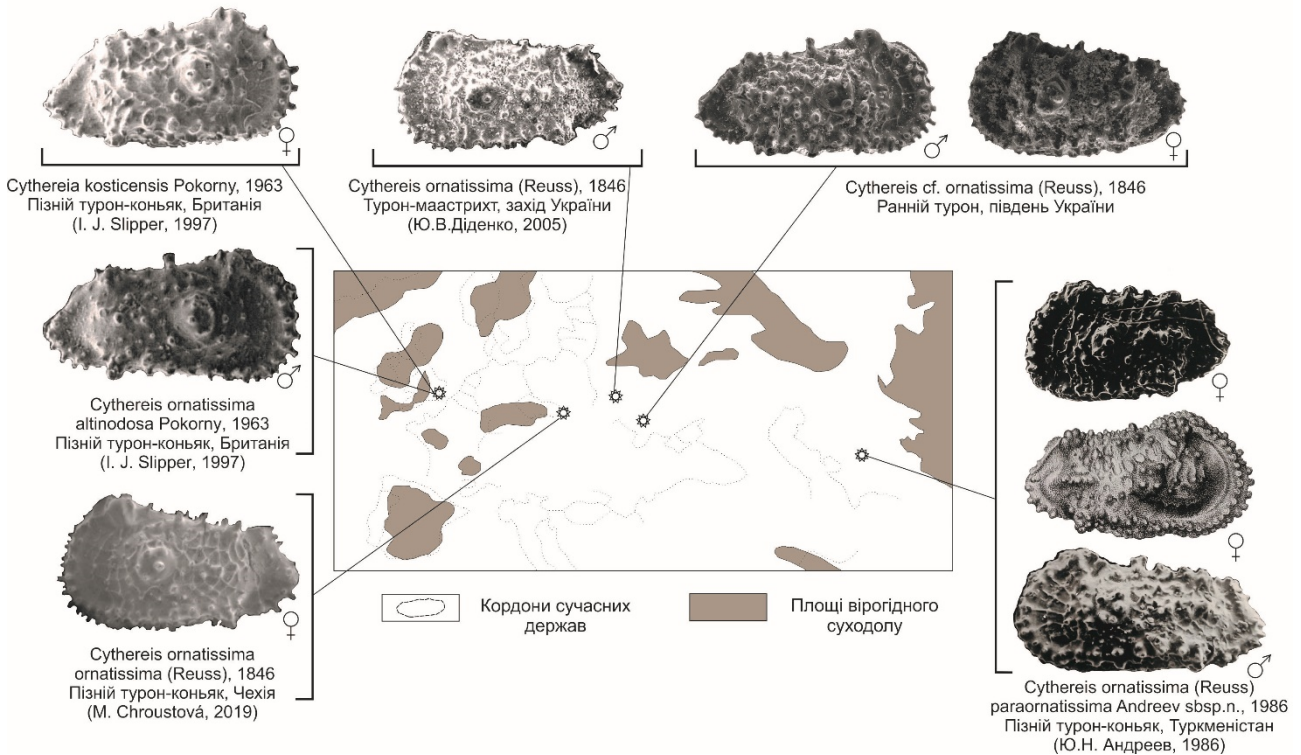 Cythereia kosticensis Pokorny, 1963
Пізній турон-коньяк, Британія
(I. J. Slipper, 1997)
Cythereis ornatissima (Reuss), 1846
Турон-маастрихт, захід України
(Ю.В.Діденко, 2005)
Cythereis cf. ornatissima (Reuss), 1846
Ранній турон, південь України
Cythereis ornatissima
altinodosa Pokorny, 1963
Пізній турон-коньяк, Британія
(I. J. Slipper, 1997)
Cythereis ornatissima
ornatissima (Reuss), 1846
Пізній турон-коньяк, Чехія
(M. Chroustová, 2019)
Кордони сучасних
держав
Площі вірогідного
суходолу
Cythereis ornatissima (Reuss)
paraornatissima Andreev sbsp.n., 1986
Пізній турон-коньяк, Туркменістан
(Ю.Н. Андреев, 1986)